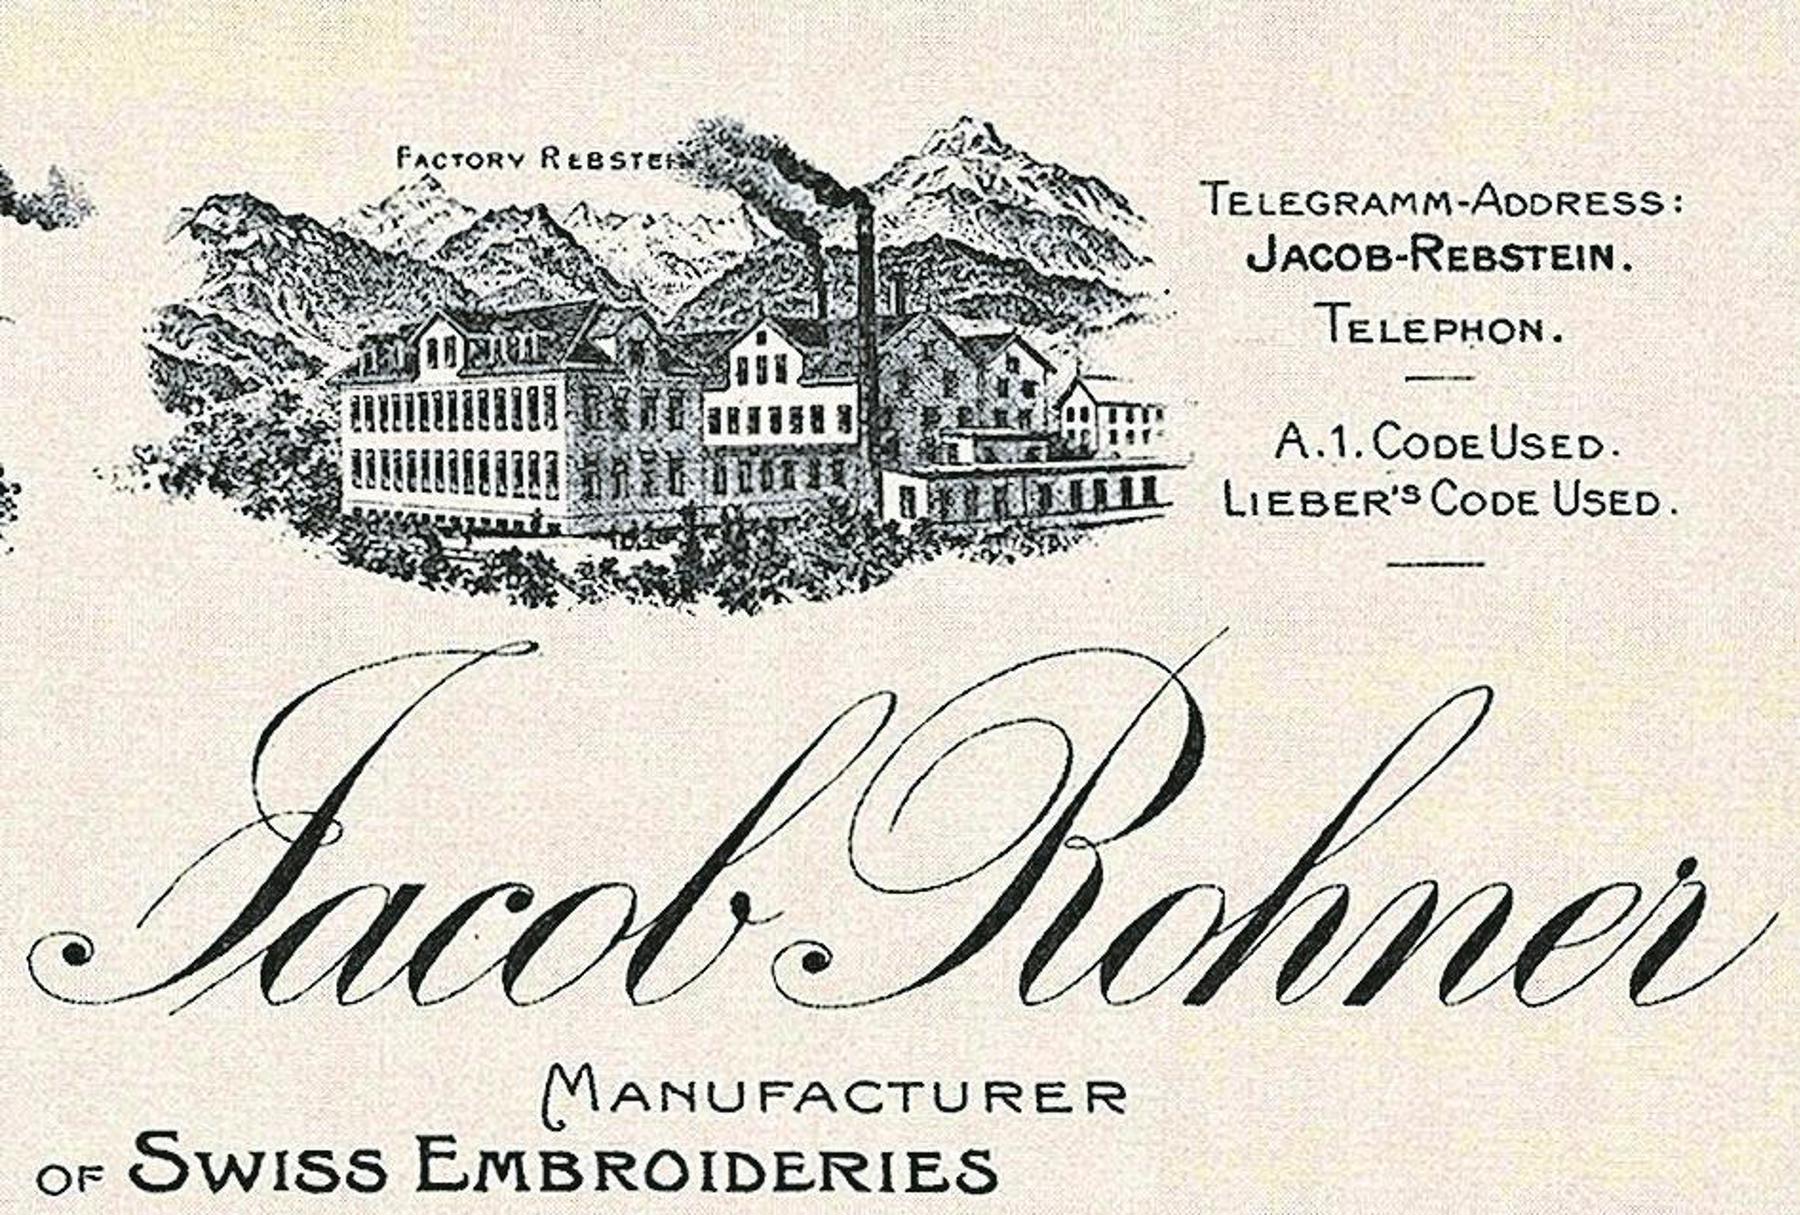 FACTORY REBSTEIN
TELEGRAMM-ADDRESS:
JACOB-REBSTEIN.
TELEPHON.
A.1. CODE USED.
LIEBER'S CODE USED.
Jacob Rohner
MANUFACTURER
OF SWISS EMBROIDERIES